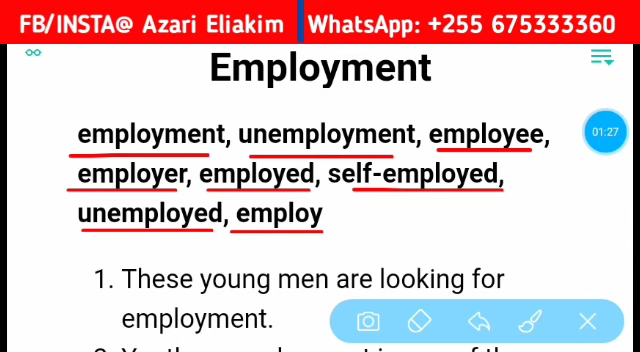 FB/INSTA@ Azari Eliakim WhatsApp: +255 675333360
Employment
01:27
employment, unemployment, employee,
employer, employed, self-employed,
unemployed, employ
1. These young men are looking for
employment.